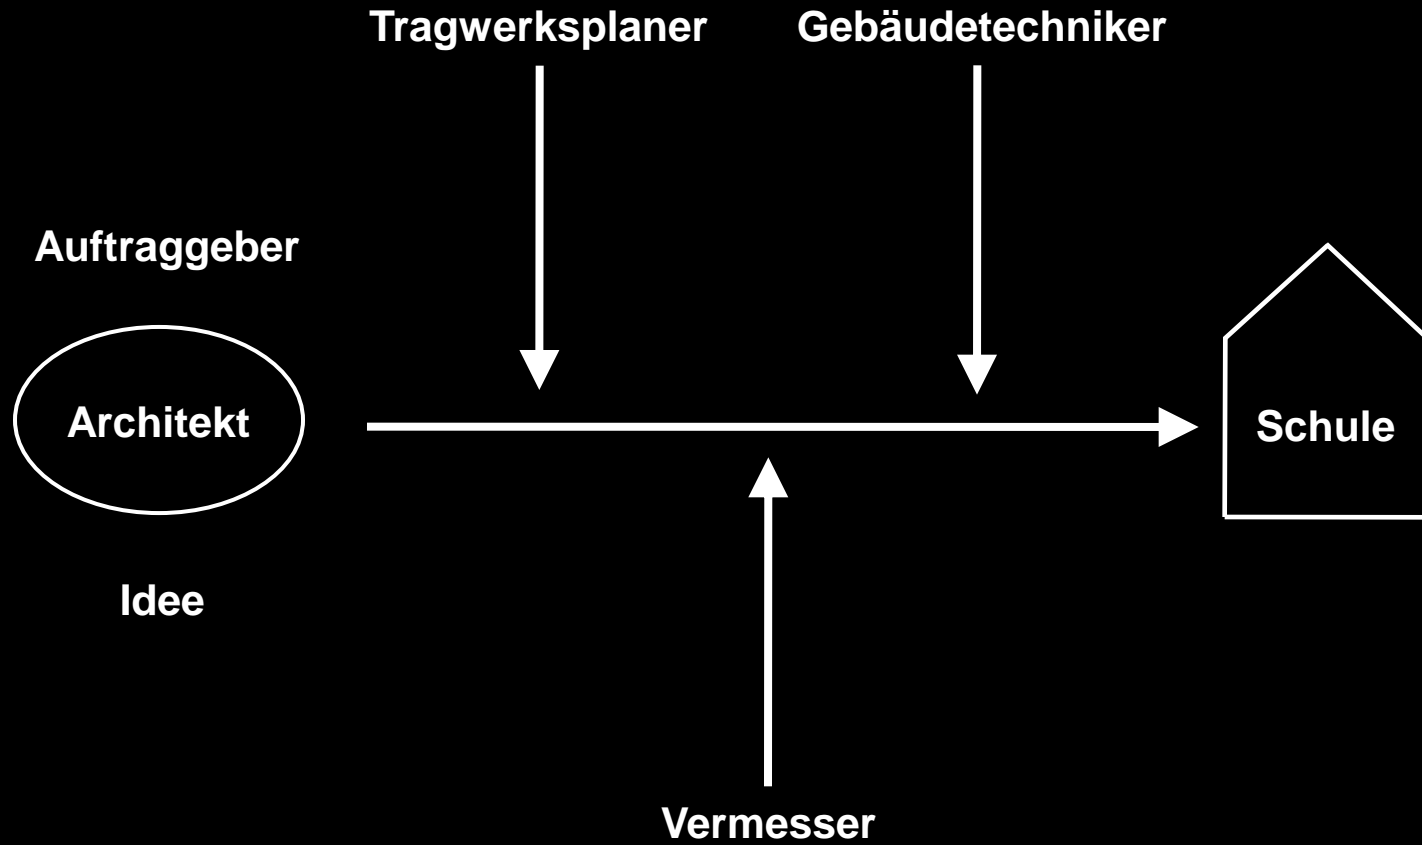 Tragwerksplaner
Gebäudetechniker
Auftraggeber
Architekt
Schule
Idee
Vermesser